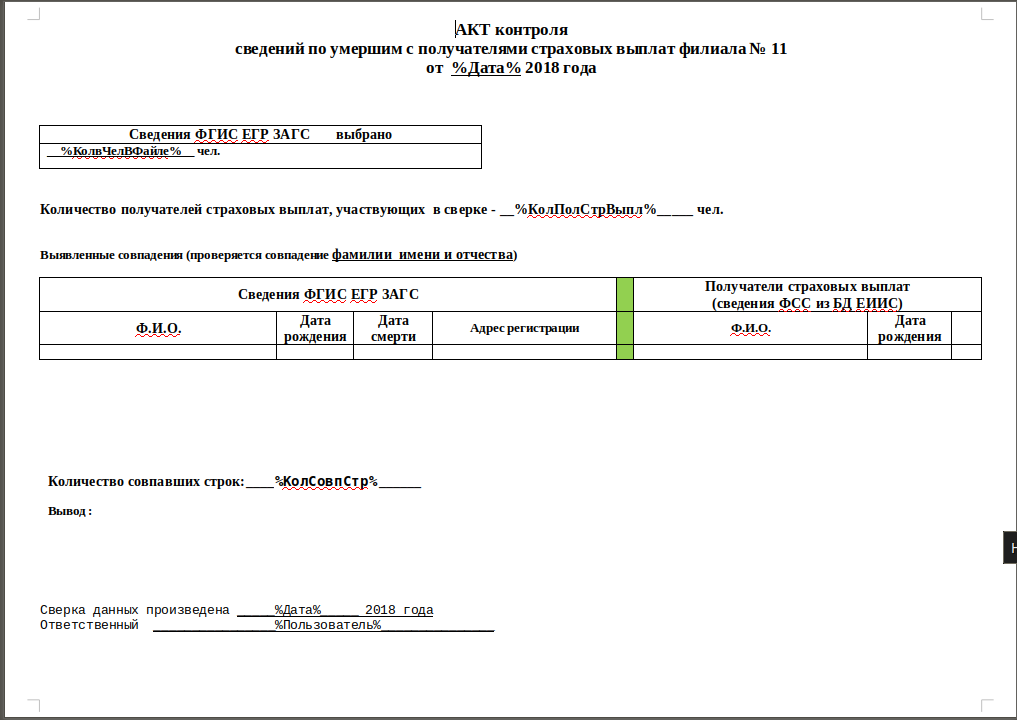 АКТ контроля
сведений по умершим с получателями страховых выплат филиала № 11
от %Дата% 2018 года
Сведения ФГИС ЕГР ЗАГС выбрано
__%КолвЧелВФайле%__ чел.
Количество получателей страховых выплат, участвующих в сверке - __%КолПолСтрВыпл%_____ чел.
Выявленные совпадения (проверяется совпадение фамилии имени и отчества)
Сведения ФГИС ЕГР ЗАГС
Получатели страховых выплат
(сведения ФСС из БД ЕИИС)
Ф.И.О.
Дата
рождения
Дата
смерти
Адрес регистрации
Ф.И.О.
Дата
рождения
Количество совпавших строк:____%КолСовпСтр%______
Вывод :
Сверка данных произведена _____%Дата%_____ 2018 года
Ответственный ________________%Пользователь%_______________
Н